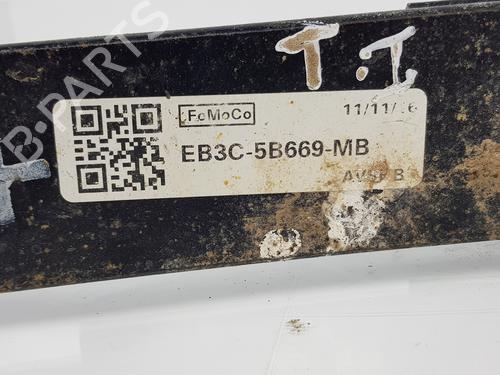 T.I
FoMoCo
11/11/16
EB3C-5B669-MB
B-PARTS